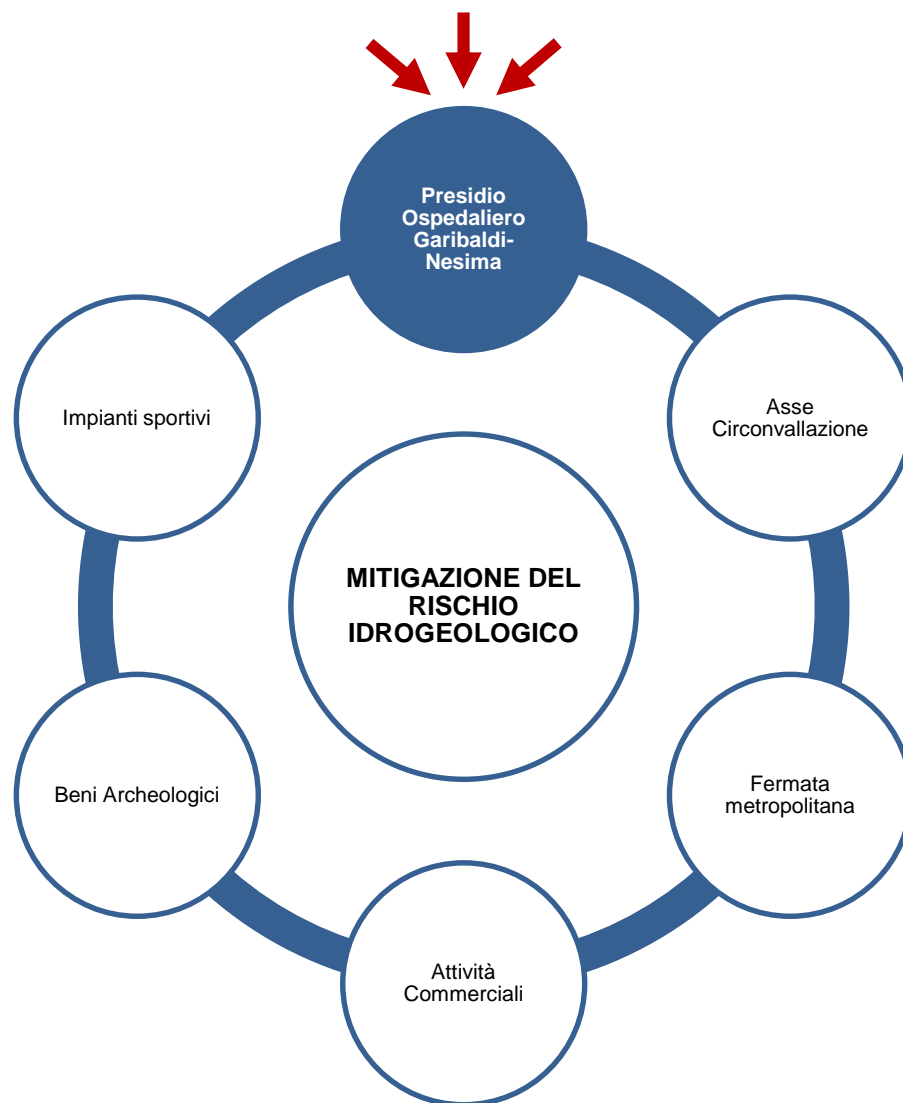 Presidio
Ospedaliero
Garibaldi-
Nesima
Impianti sportivi
Asse
Circonvallazione
MITIGAZIONE DEL
RISCHIO
IDROGEOLOGICO
Beni Archeologici
Fermata
metropolitana
Attività
Commerciali